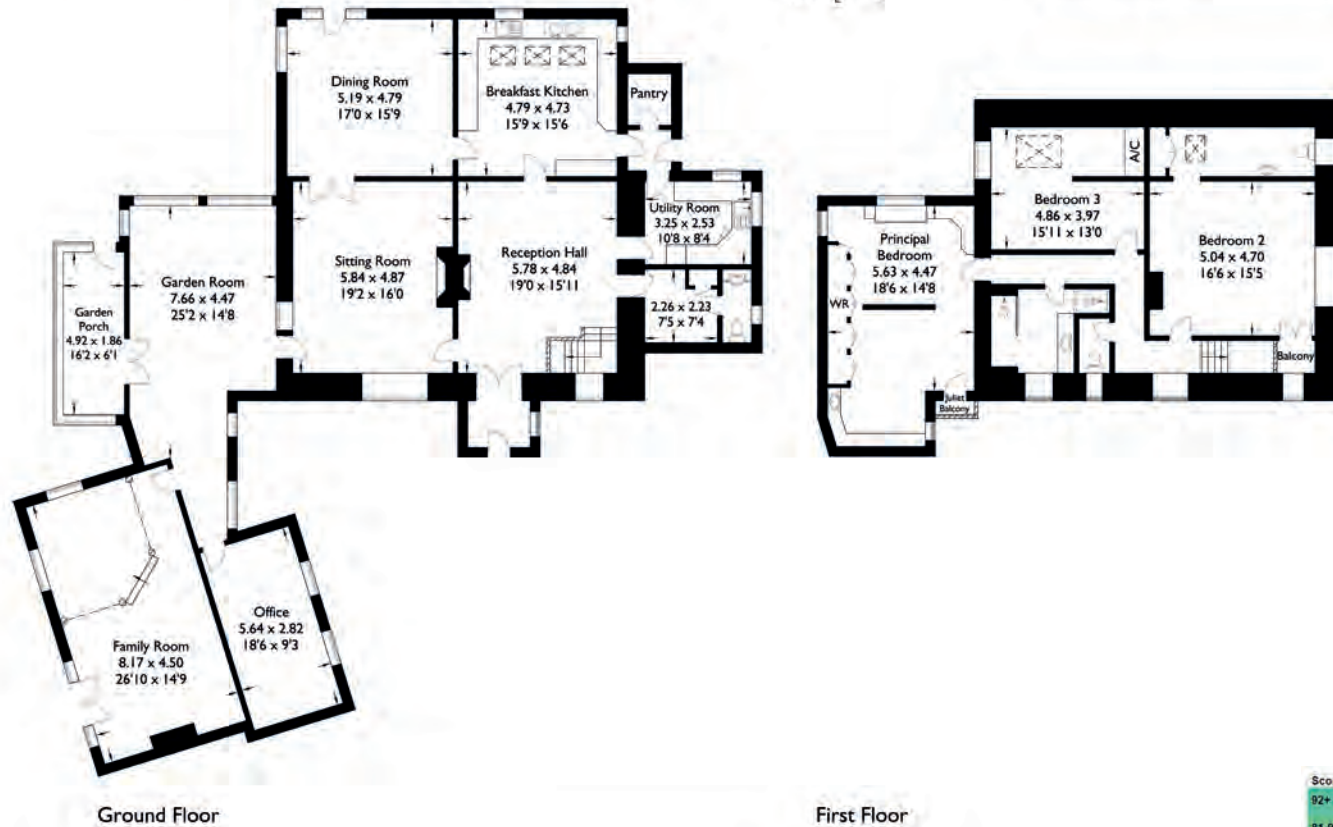 Dining Room
5.19 x 4.79
17'0 x 15'9
Breakfast Kitchen
4.79 x 4.73
15'9 x 15'6
Pantry
Utility Room
3.25 x 2.53
10'8 x 8'4
Garden Room
7.66 x 4.47
25'2 x 14'8
Sitting Room
5.84 x 4.87
19'2 x 16'0
Reception Hall
5.78 x 4.84
19'0 x 15'11
Garden
Porch
4.92 x 1.86
16'2 x 6'1
2.26 x 2.23
7'5 x 7'4
Office
5.64 x 2.82
18'6 x 9'3
Family Room
8.17 x 4.50
26'10 x 14'9
Ground Floor
A/C
Bedroom 3
4.86 x 3.97
15'11 x 13'0
Principal
Bedroom
5.63 x 4.47
18'6 x 14'8
WR
Bedroom 2
5.04 x 4.70
16'6 x 15'5
Balcony
Juliet
Balcony
First Floor
Sco
92+